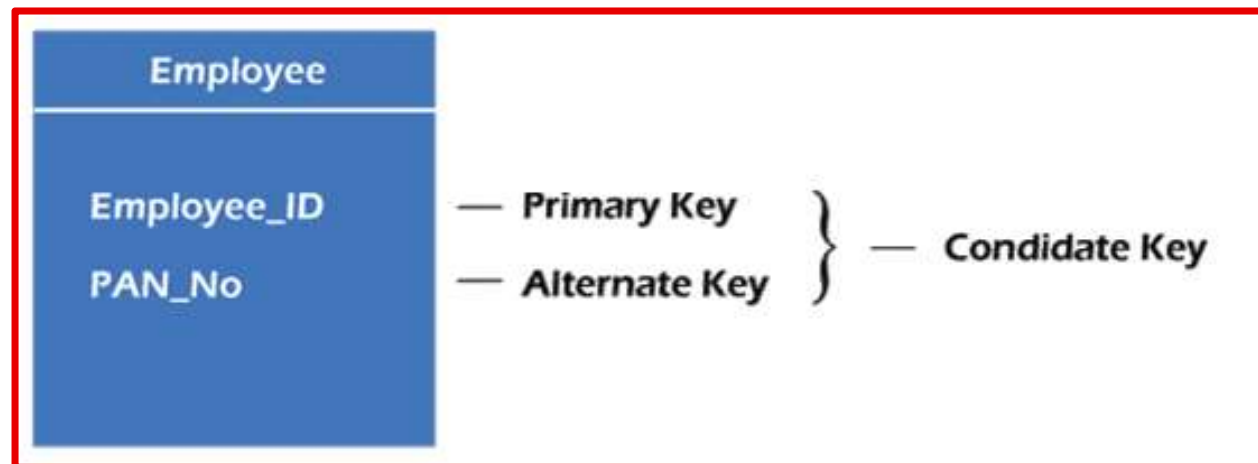 Employee
Employee_ID — Primary Key
PAN_No — Alternate Key
} — Condidate Key